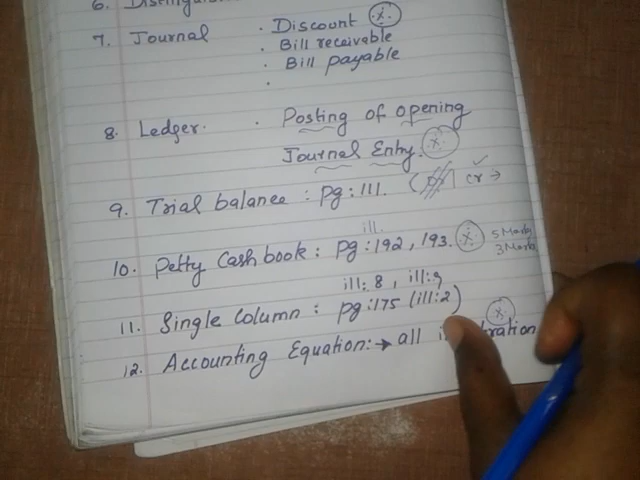 6.
7. Journal . Discount
. Bill receivable
. Bill payable
8. Ledger. . Posting of opening
Journal Entry.
9. Trial balance : Pg : 111. Cr →
ill.
10. Petty Cash book : Pg : 192, 193. 5 Marks
3 Marks
ill: 8, ill: 9
11. Single Column : Pg : 175 (ill: 2)
12. Accounting Equation: → all